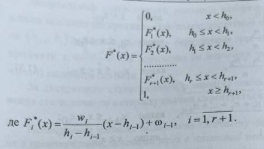 F*(x) = { 0, x < h₀,
F₁*(x), h₀ ≤ x < h₁,
F₂*(x), h₁ ≤ x < h₂,
.............
F*ᵣ₊₁(x), hᵣ ≤ x < hᵣ₊₁,
1, x ≥ hᵣ₊₁,
де Fᵢ*(x) = wᵢ / (hᵢ − hᵢ₋₁) (x − hᵢ₋₁) + ωᵢ₋₁, i = 1, r + 1.